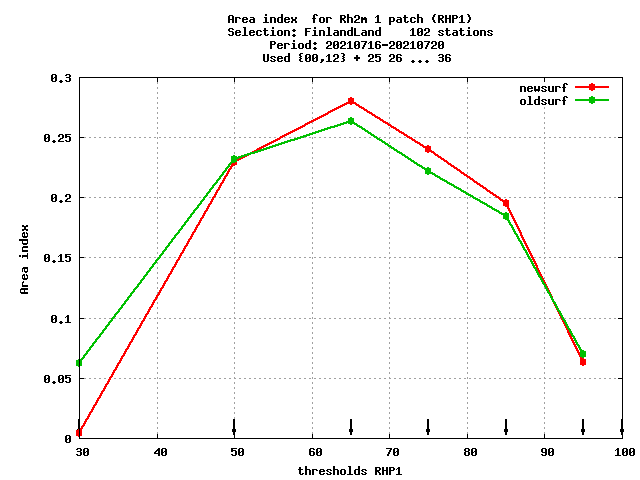 Area index  for Rh2m 1 patch (RHP1)
Selection: FinlandLand    102 stations
Period: 20210716-20210720
Used {00,12} + 25 26 ... 36
newsurf
oldsurf
0.3
0.25
0.2
0.15
0.1
0.05
0
Area index
30 40 50 60 70 80 90 100
thresholds RHP1